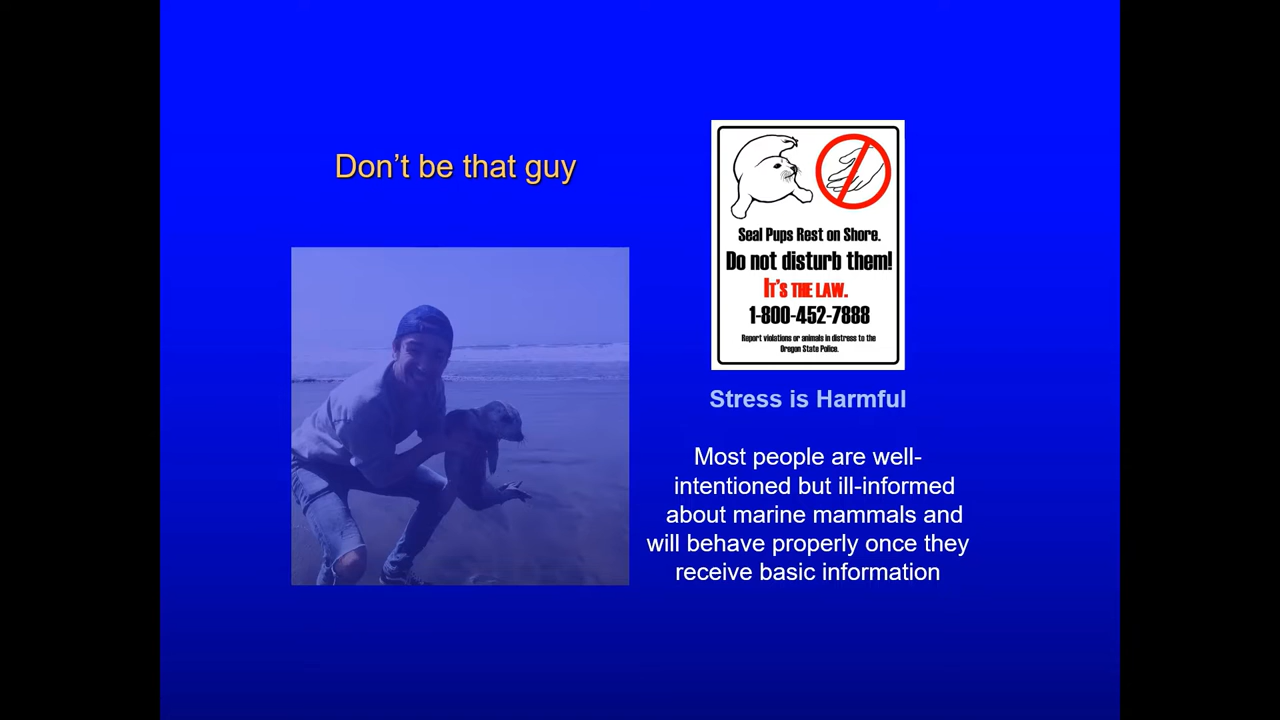 Don't be that guy
Seal Pups Rest on Shore.
Do not disturb them!
It's the law.
1-800-452-7888
Report violations or animals in distress to the
Oregon State Police.
Stress is Harmful
Most people are well-
intentioned but ill-informed
about marine mammals and
will behave properly once they
receive basic information